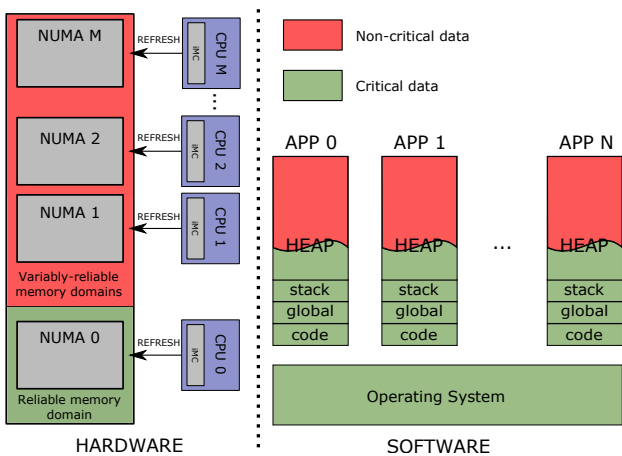 NUMA M
REFRESH
iMC
CPU M
...
NUMA 2
REFRESH
iMC
CPU 2
NUMA 1
REFRESH
iMC
CPU 1
Variably-reliable
memory domains
NUMA 0
REFRESH
iMC
CPU 0
Reliable memory
domain
HARDWARE
Non-critical data
Critical data
APP 0
APP 1
APP N
HEAP
HEAP
...
HEAP
stack
stack
stack
global
global
global
code
code
code
Operating System
SOFTWARE